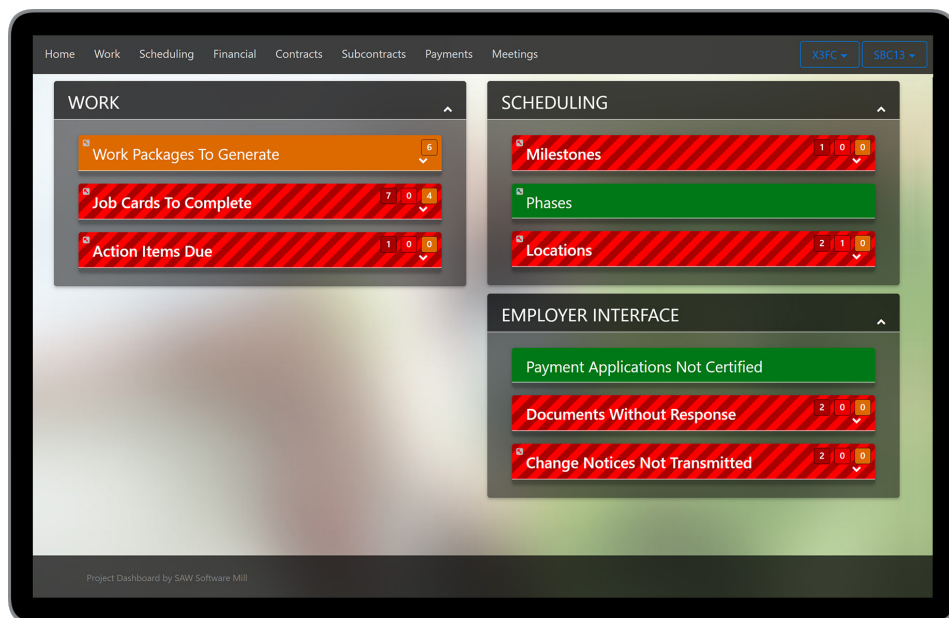 Home Work Scheduling Financial Contracts Subcontracts Payments Meetings X3FC SBC13
WORK
Work Packages To Generate 6
Job Cards To Complete 7 0 4
Action Items Due 1 0 0
SCHEDULING
Milestones 1 0 0
Phases
Locations 2 1 0
EMPLOYER INTERFACE
Payment Applications Not Certified
Documents Without Response 2 0 0
Change Notices Not Transmitted 2 0 0
Project Dashboard by SAW Software Mill